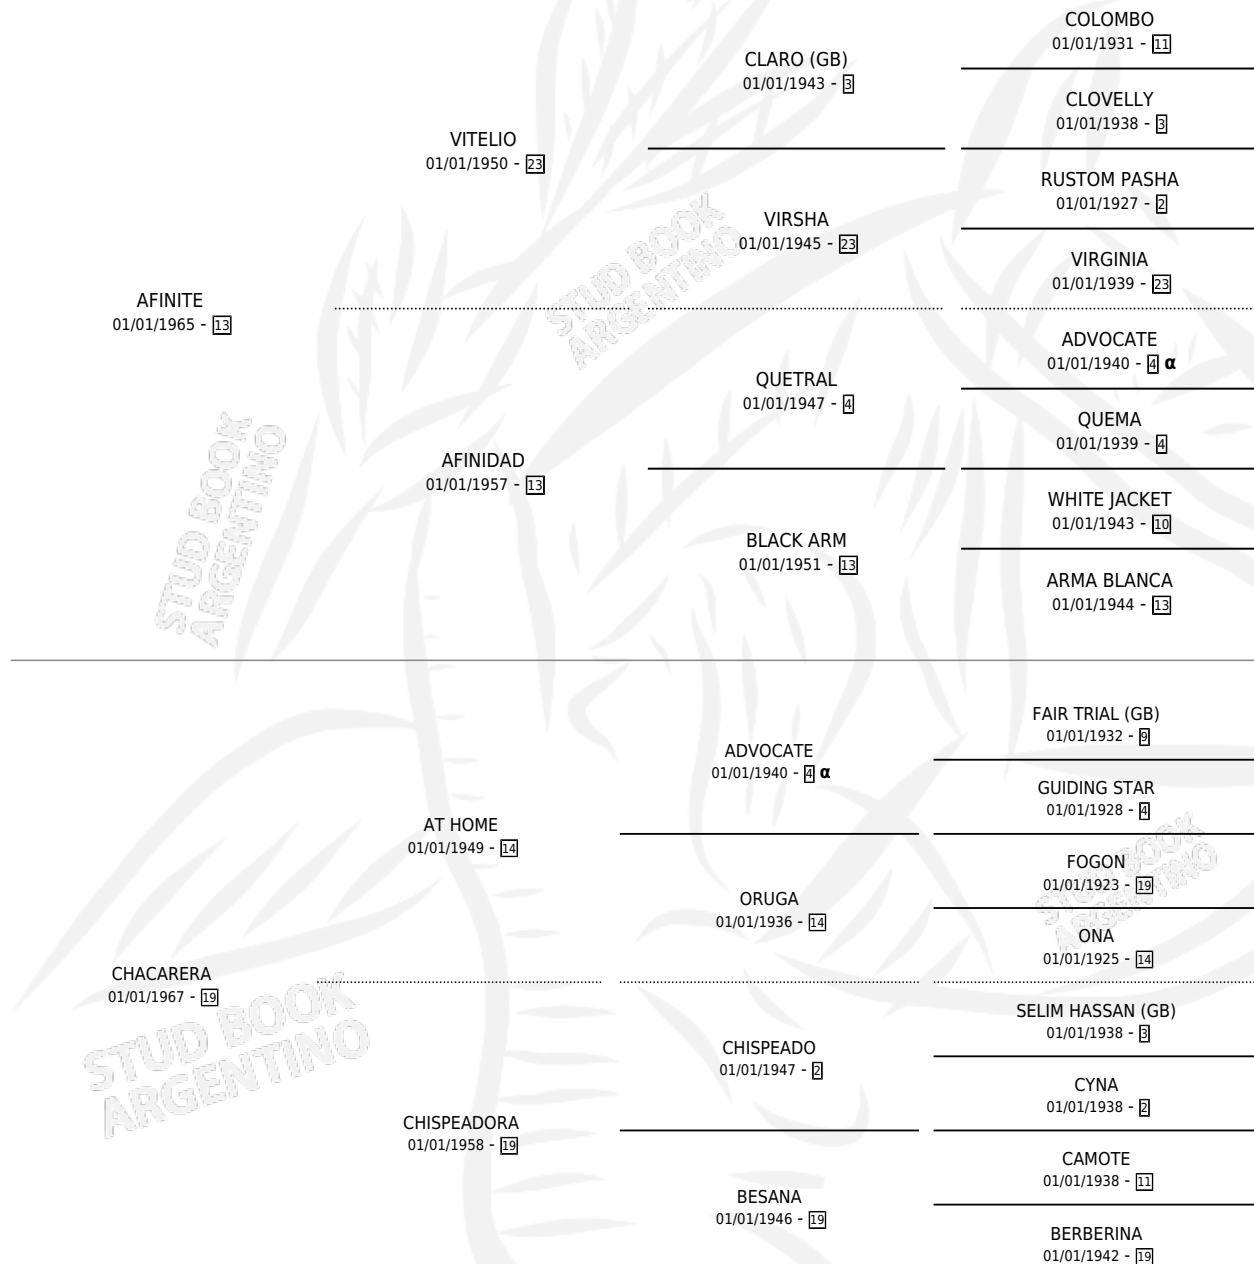 COLOMBO
01/01/1931 - 11
CLARO (GB)
01/01/1943 - 3
CLOVELLY
01/01/1938 - 3
VITELIO
01/01/1950 - 23
RUSTOM PASHA
01/01/1927 - 2
VIRSHA
01/01/1945 - 23
VIRGINIA
01/01/1939 - 23
AFINITE
01/01/1965 - 13
ADVOCATE
01/01/1940 - 4 α
QUETRAL
01/01/1947 - 4
QUEMA
01/01/1939 - 4
AFINIDAD
01/01/1957 - 13
WHITE JACKET
01/01/1943 - 10
BLACK ARM
01/01/1951 - 13
ARMA BLANCA
01/01/1944 - 13
FAIR TRIAL (GB)
01/01/1932 - 9
ADVOCATE
01/01/1940 - 4 α
GUIDING STAR
01/01/1928 - 4
AT HOME
01/01/1949 - 14
FOGON
01/01/1923 - 19
ORUGA
01/01/1936 - 14
ONA
01/01/1925 - 14
CHACARERA
01/01/1967 - 19
SELIM HASSAN (GB)
01/01/1938 - 3
CHISPEADO
01/01/1947 - 2
CYNA
01/01/1938 - 2
CHISPEADORA
01/01/1958 - 19
CAMOTE
01/01/1938 - 11
BESANA
01/01/1946 - 19
BERBERINA
01/01/1942 - 19
STUD BOOK
ARGENTINO
STUD BOOK
ARGENTINO
STUD BOOK
ARGENTINO
STUD BOOK
ARGENTINO